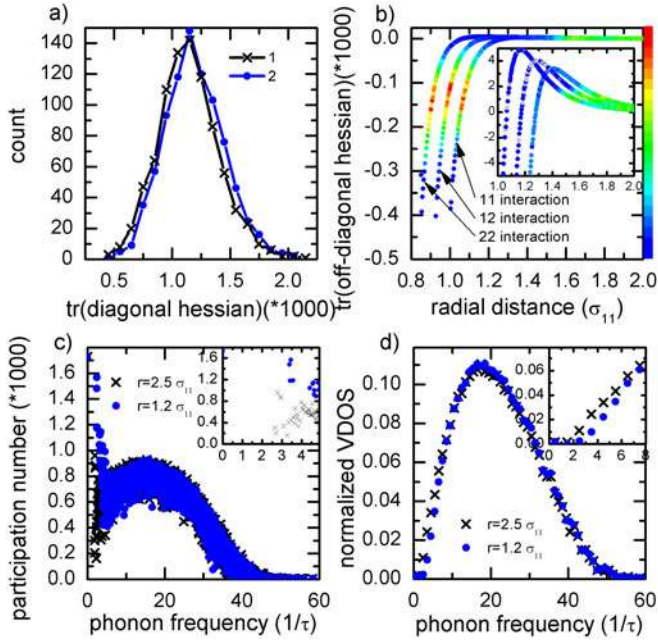 a)
140
120
100
80
60
40
20
0
count
1
2
0.5 1.0 1.5 2.0
tr(diagonal hessian)(*1000)
b)
0.0
-0.1
-0.2
-0.3
-0.4
-0.5
tr(off-diagonal hessian)(*1000)
4
2
0
-2
-4
1.0 1.2 1.4 1.6 1.8 2.0
11 interaction
12 interaction
22 interaction
0.8 1.0 1.2 1.4 1.6 1.8 2.0
radial distance (σ11)
c)
1.6
1.4
1.2
1.0
0.8
0.6
0.4
0.2
0.0
participation number (*1000)
× r=2.5 σ11
r=1.2 σ11
1.6
1.2
0.8
0.4
0.0
0 1 2 3 4
0 20 40 60
phonon frequency (1/τ)
d)
0.10
0.08
0.06
0.04
0.02
0.00
normalized VDOS
0.06
0.04
0.02
0.00
0 2 4 6 8
× r=2.5 σ11
r=1.2 σ11
0 20 40 60
phonon frequency (1/τ)